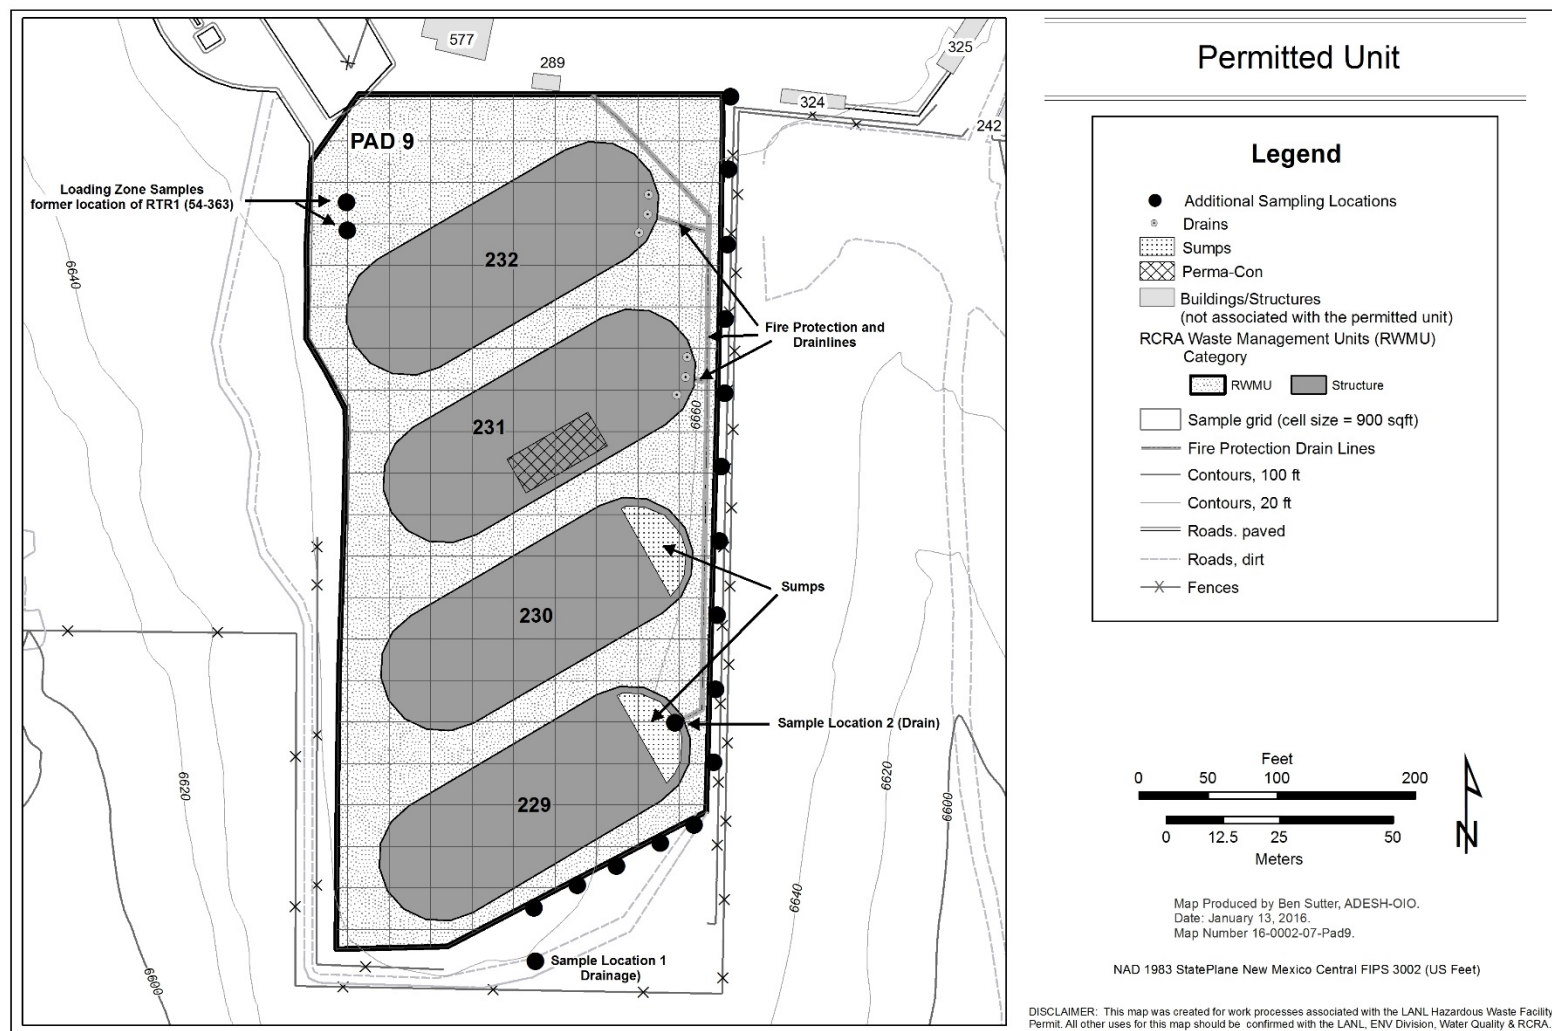 577
289
325
324
242
PAD 9
Loading Zone Samples
former location of RTR1 (54-363)
232
6640
Fire Protection and
Drainlines
231
6660
Sumps
230
Sample Location 2 (Drain)
229
6620
6620
6600
6640
Sample Location 1
Drainage)
6600
Permitted Unit
Legend
Additional Sampling Locations
Drains
Sumps
Perma-Con
Buildings/Structures
(not associated with the permitted unit)
RCRA Waste Management Units (RWMU)
Category
RWMU Structure
Sample grid (cell size = 900 sqft)
Fire Protection Drain Lines
Contours, 100 ft
Contours, 20 ft
Roads. paved
Roads, dirt
Fences
Feet
0 50 100 200
0 12.5 25 50
Meters
N
Map Produced by Ben Sutter, ADESH-OIO.
Date: January 13, 2016.
Map Number 16-0002-07-Pad9.
NAD 1983 StatePlane New Mexico Central FIPS 3002 (US Feet)
DISCLAIMER: This map was created for work processes associated with the LANL Hazardous Waste Facility
Permit. All other uses for this map should be confirmed with the LANL, ENV Division, Water Quality & RCRA.